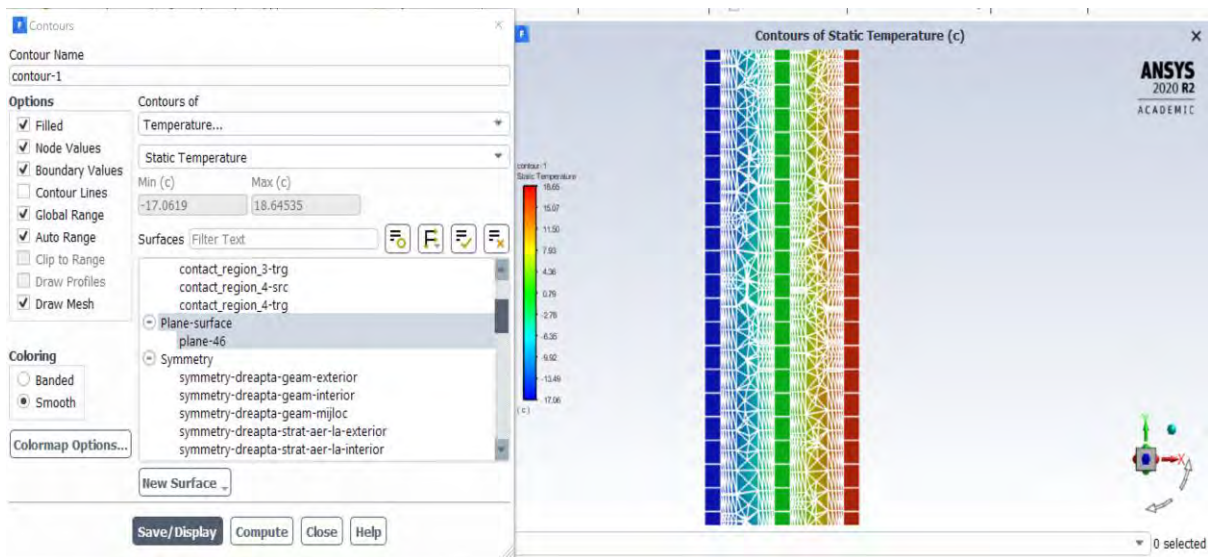 Contours
Contour Name
contour-1
Options
Filled
Node Values
Boundary Values
Contour Lines
Global Range
Auto Range
Clip to Range
Draw Profiles
Draw Mesh
Coloring
Banded
Smooth
Colormap Options...
Contours of
Temperature...
Static Temperature
Min (c) Max (c)
-17.0619 18.64535
Surfaces Filter Text
contact_region_3-trg
contact_region_4-src
contact_region_4-trg
Plane-surface
plane-46
Symmetry
symmetry-dreapta-geam-exterior
symmetry-dreapta-geam-interior
symmetry-dreapta-geam-mijloc
symmetry-dreapta-strat-aer-la-exterior
symmetry-dreapta-strat-aer-la-interior
New Surface
Save/Display Compute Close Help
Contours of Static Temperature (c)
ANSYS
2020 R2
ACADEMIC
contour-1
Static Temperature
18.65
15.07
11.50
7.93
4.36
0.79
-2.78
-6.35
-9.92
-13.49
-17.06
(c)
Y
X
0 selected